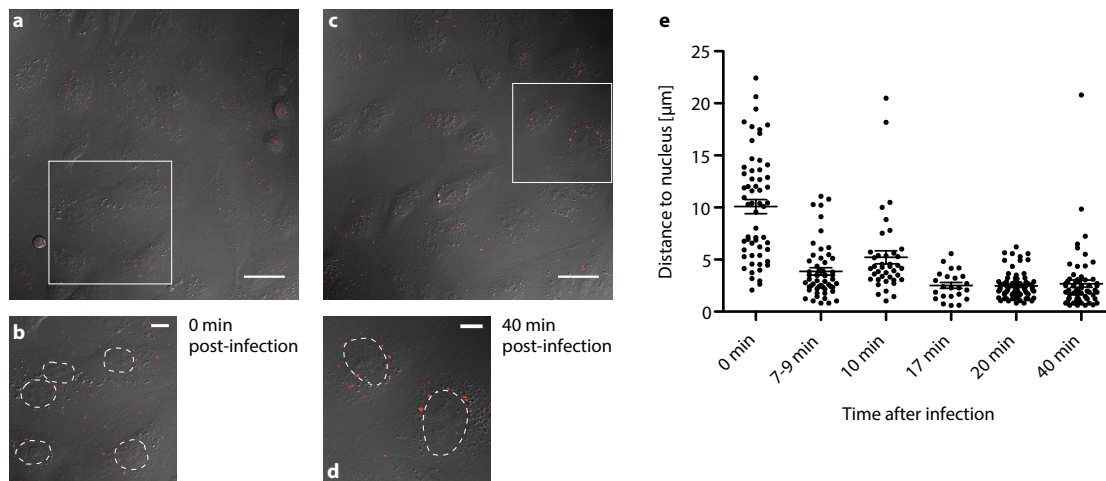 a
c
b
0 min
post-infection
40 min
post-infection
d
e
Distance to nucleus [µm]
25
20
15
10
5
0
0 min
7-9 min
10 min
17 min
20 min
40 min
Time after infection